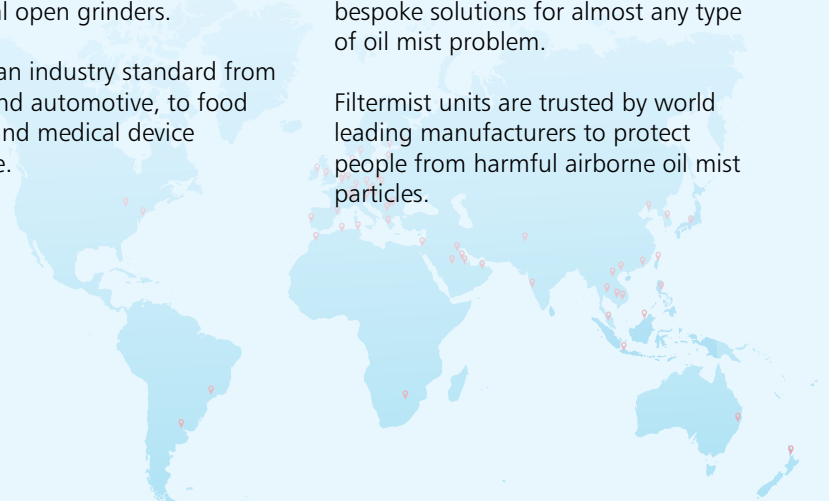 l open grinders.
an industry standard from
nd automotive, to food
nd medical device
e.
bespoke solutions for almost any type
of oil mist problem.
Filtermist units are trusted by world
leading manufacturers to protect
people from harmful airborne oil mist
particles.